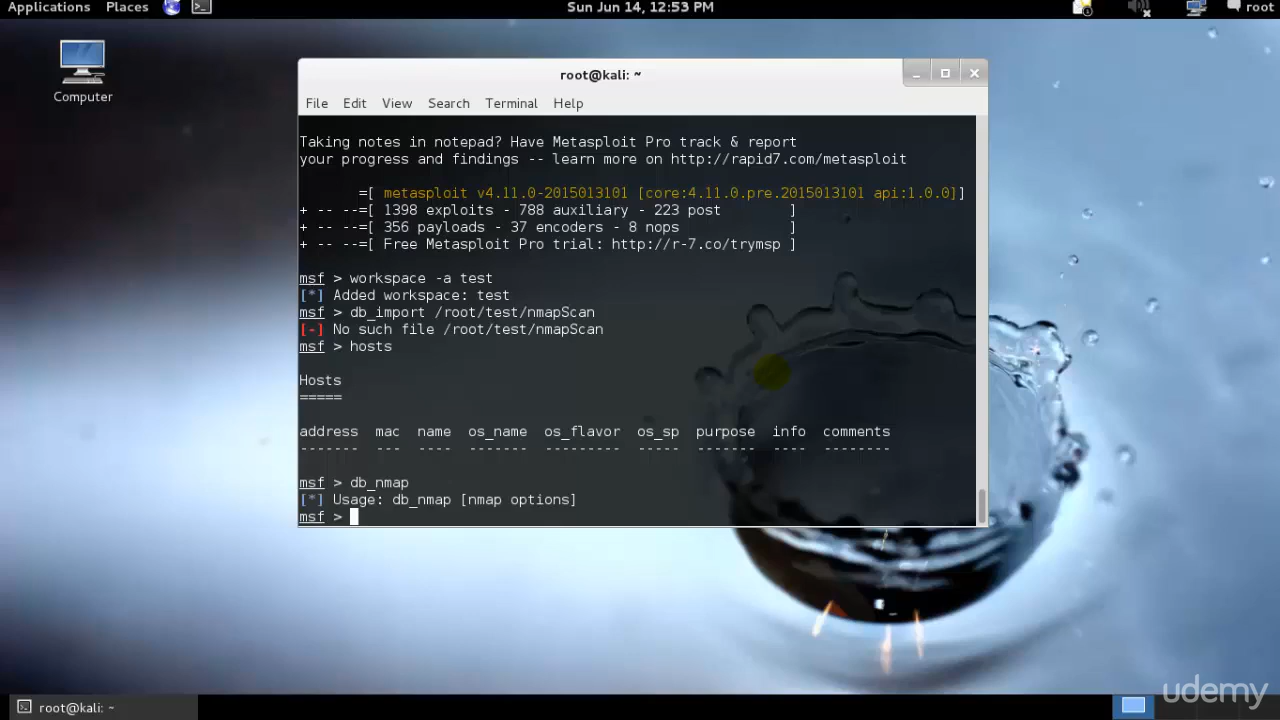 Applications Places Sun Jun 14, 12:53 PM root
Computer
root@kali: ~
File Edit View Search Terminal Help
Taking notes in notepad? Have Metasploit Pro track & report
your progress and findings -- learn more on http://rapid7.com/metasploit
=[ metasploit v4.11.0-2015013101 [core:4.11.0.pre.2015013101 api:1.0.0]]
+ -- --=[ 1398 exploits - 788 auxiliary - 223 post ]
+ -- --=[ 356 payloads - 37 encoders - 8 nops ]
+ -- --=[ Free Metasploit Pro trial: http://r-7.co/trymsp ]
msf > workspace -a test
[*] Added workspace: test
msf > db_import /root/test/nmapScan
[-] No such file /root/test/nmapScan
msf > hosts
Hosts
=====
address mac name os_name os_flavor os_sp purpose info comments
------- --- ---- ------- --------- ----- ------- ---- --------
msf > db_nmap
[*] Usage: db_nmap [nmap options]
msf >
root@kali: ~
udemy